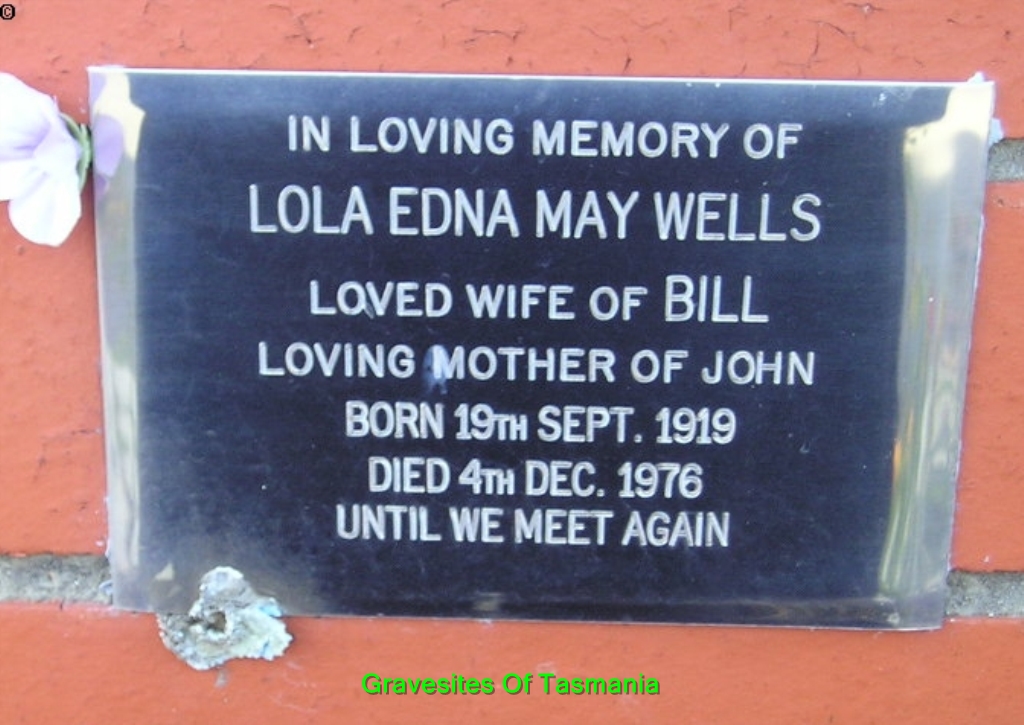 ©
IN LOVING MEMORY OF
LOLA EDNA MAY WELLS
LOVED WIFE OF BILL
LOVING MOTHER OF JOHN
BORN 19TH SEPT. 1919
DIED 4TH DEC. 1976
UNTIL WE MEET AGAIN
Gravesites Of Tasmania